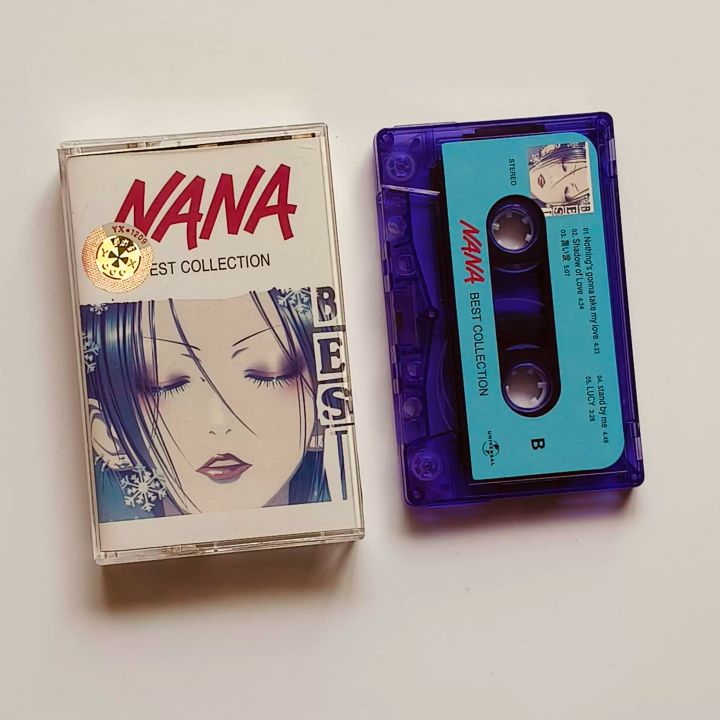 NANA
YX•1209
EST COLLECTION
BEST
STEREO
NANA BEST COLLECTION
BEST
01. Nothing's gonna take my love 4:33
02. Shadow of Love 4:24
03. 黒い涙 5:07
04. stand by me 4:48
05. LUCY 3:28
B
UNIVERSAL